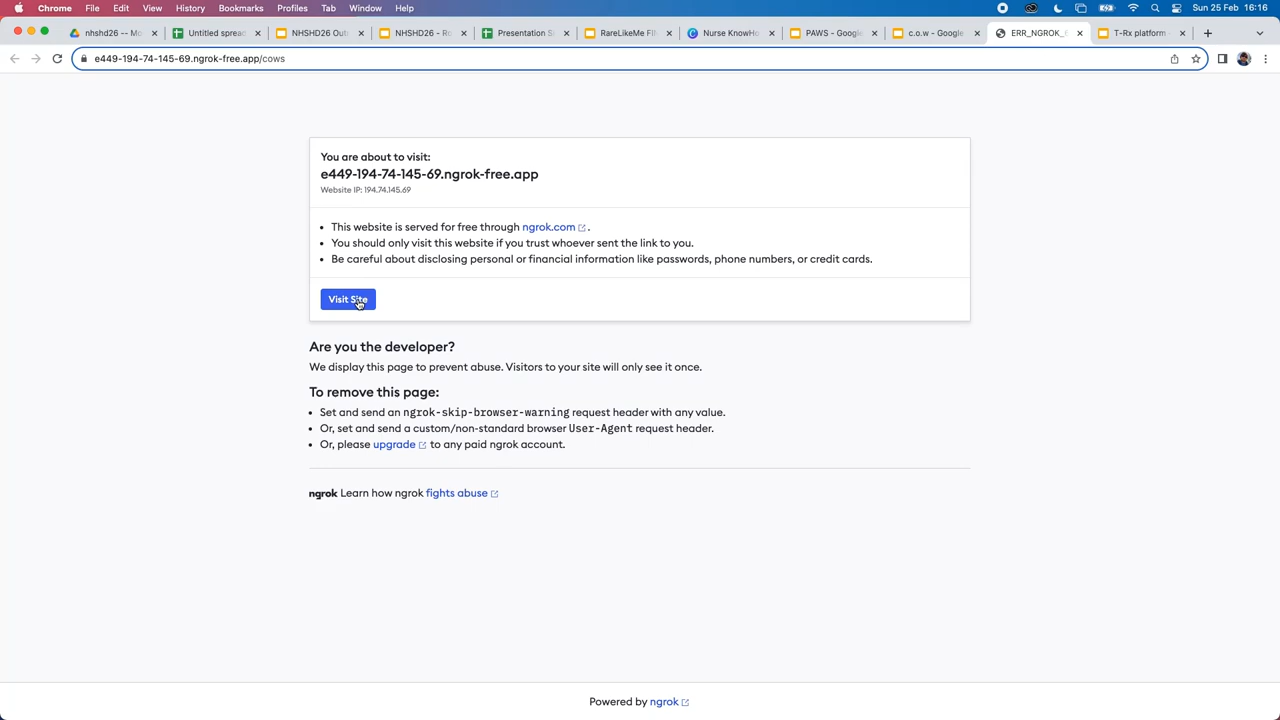 Chrome File Edit View History Bookmarks Profiles Tab Window Help Sun 25 Feb 16:16
nhshd26 -- Mo Untitled spread NHSHD26 Out NHSHD26 - Ro Presentation S RareLikeMe Fi Nurse KnowHo PAWS - Google c.o.w - Google ERR_NGROK_ T-Rx platform -
e449-194-74-145-69.ngrok-free.app/cows
You are about to visit:
e449-194-74-145-69.ngrok-free.app
Website IP: 194.74.145.69
• This website is served for free through ngrok.com.
• You should only visit this website if you trust whoever sent the link to you.
• Be careful about disclosing personal or financial information like passwords, phone numbers, or credit cards.
Visit Site
Are you the developer?
We display this page to prevent abuse. Visitors to your site will only see it once.
To remove this page:
• Set and send an ngrok-skip-browser-warning request header with any value.
• Or, set and send a custom/non-standard browser User-Agent request header.
• Or, please upgrade to any paid ngrok account.
ngrok Learn how ngrok fights abuse
Powered by ngrok